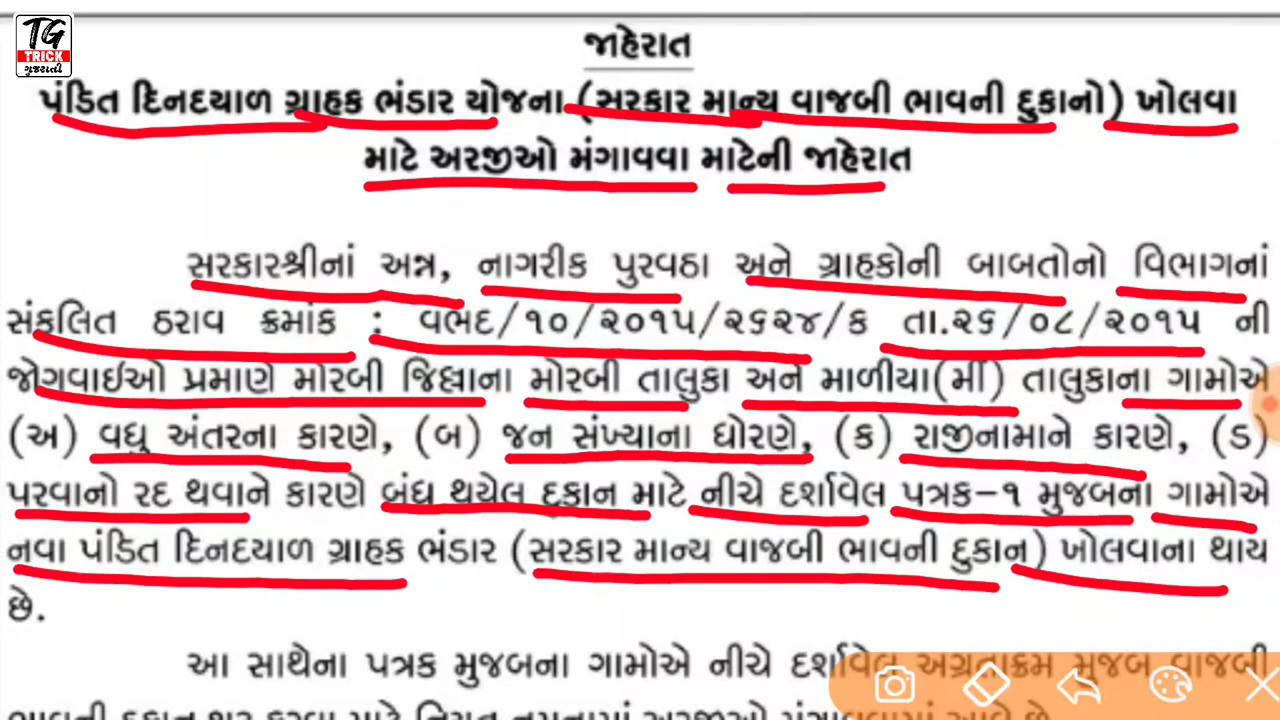 TG
TRICK
ગુજરાતી
જાહેરાત
પંડિત દિનદયાળ ગ્રાહક ભંડાર યોજના (સરકાર માન્ય વાજબી ભાવની દુકાનો) ખોલવા
માટે અરજીઓ મંગાવવા માટેની જાહેરાત
સરકારશ્રીનાં અન્ન, નાગરીક પુરવઠા અને ગ્રાહકોની બાબતોનો વિભાગનાં
સંકલિત ઠરાવ ક્રમાંક : વભદ/૧૦/૨૦૧૫/૨૬૨૪/ક તા.૨૬/૦૮/૨૦૧૫ ની
જોગવાઈઓ પ્રમાણે મોરબી જિલ્લાના મોરબી તાલુકા અને માળીયા(મીં) તાલુકાના ગામોએ
(અ) વધુ અંતરના કારણે, (બ) જન સંખ્યાના ધોરણે, (ક) રાજીનામાને કારણે, (ડ)
પરવાનો રદ થવાને કારણે બંધ થયેલ દુકાન માટે નીચે દર્શાવેલ પત્રક-૧ મુજબના ગામોએ
નવા પંડિત દિનદયાળ ગ્રાહક ભંડાર (સરકાર માન્ય વાજબી ભાવની દુકાન) ખોલવાના થાય
છે.
આ સાથેના પત્રક મુજબના ગામોએ નીચે દર્શાવેલ અગ્રતાક્રમ મુજબ વાજબી